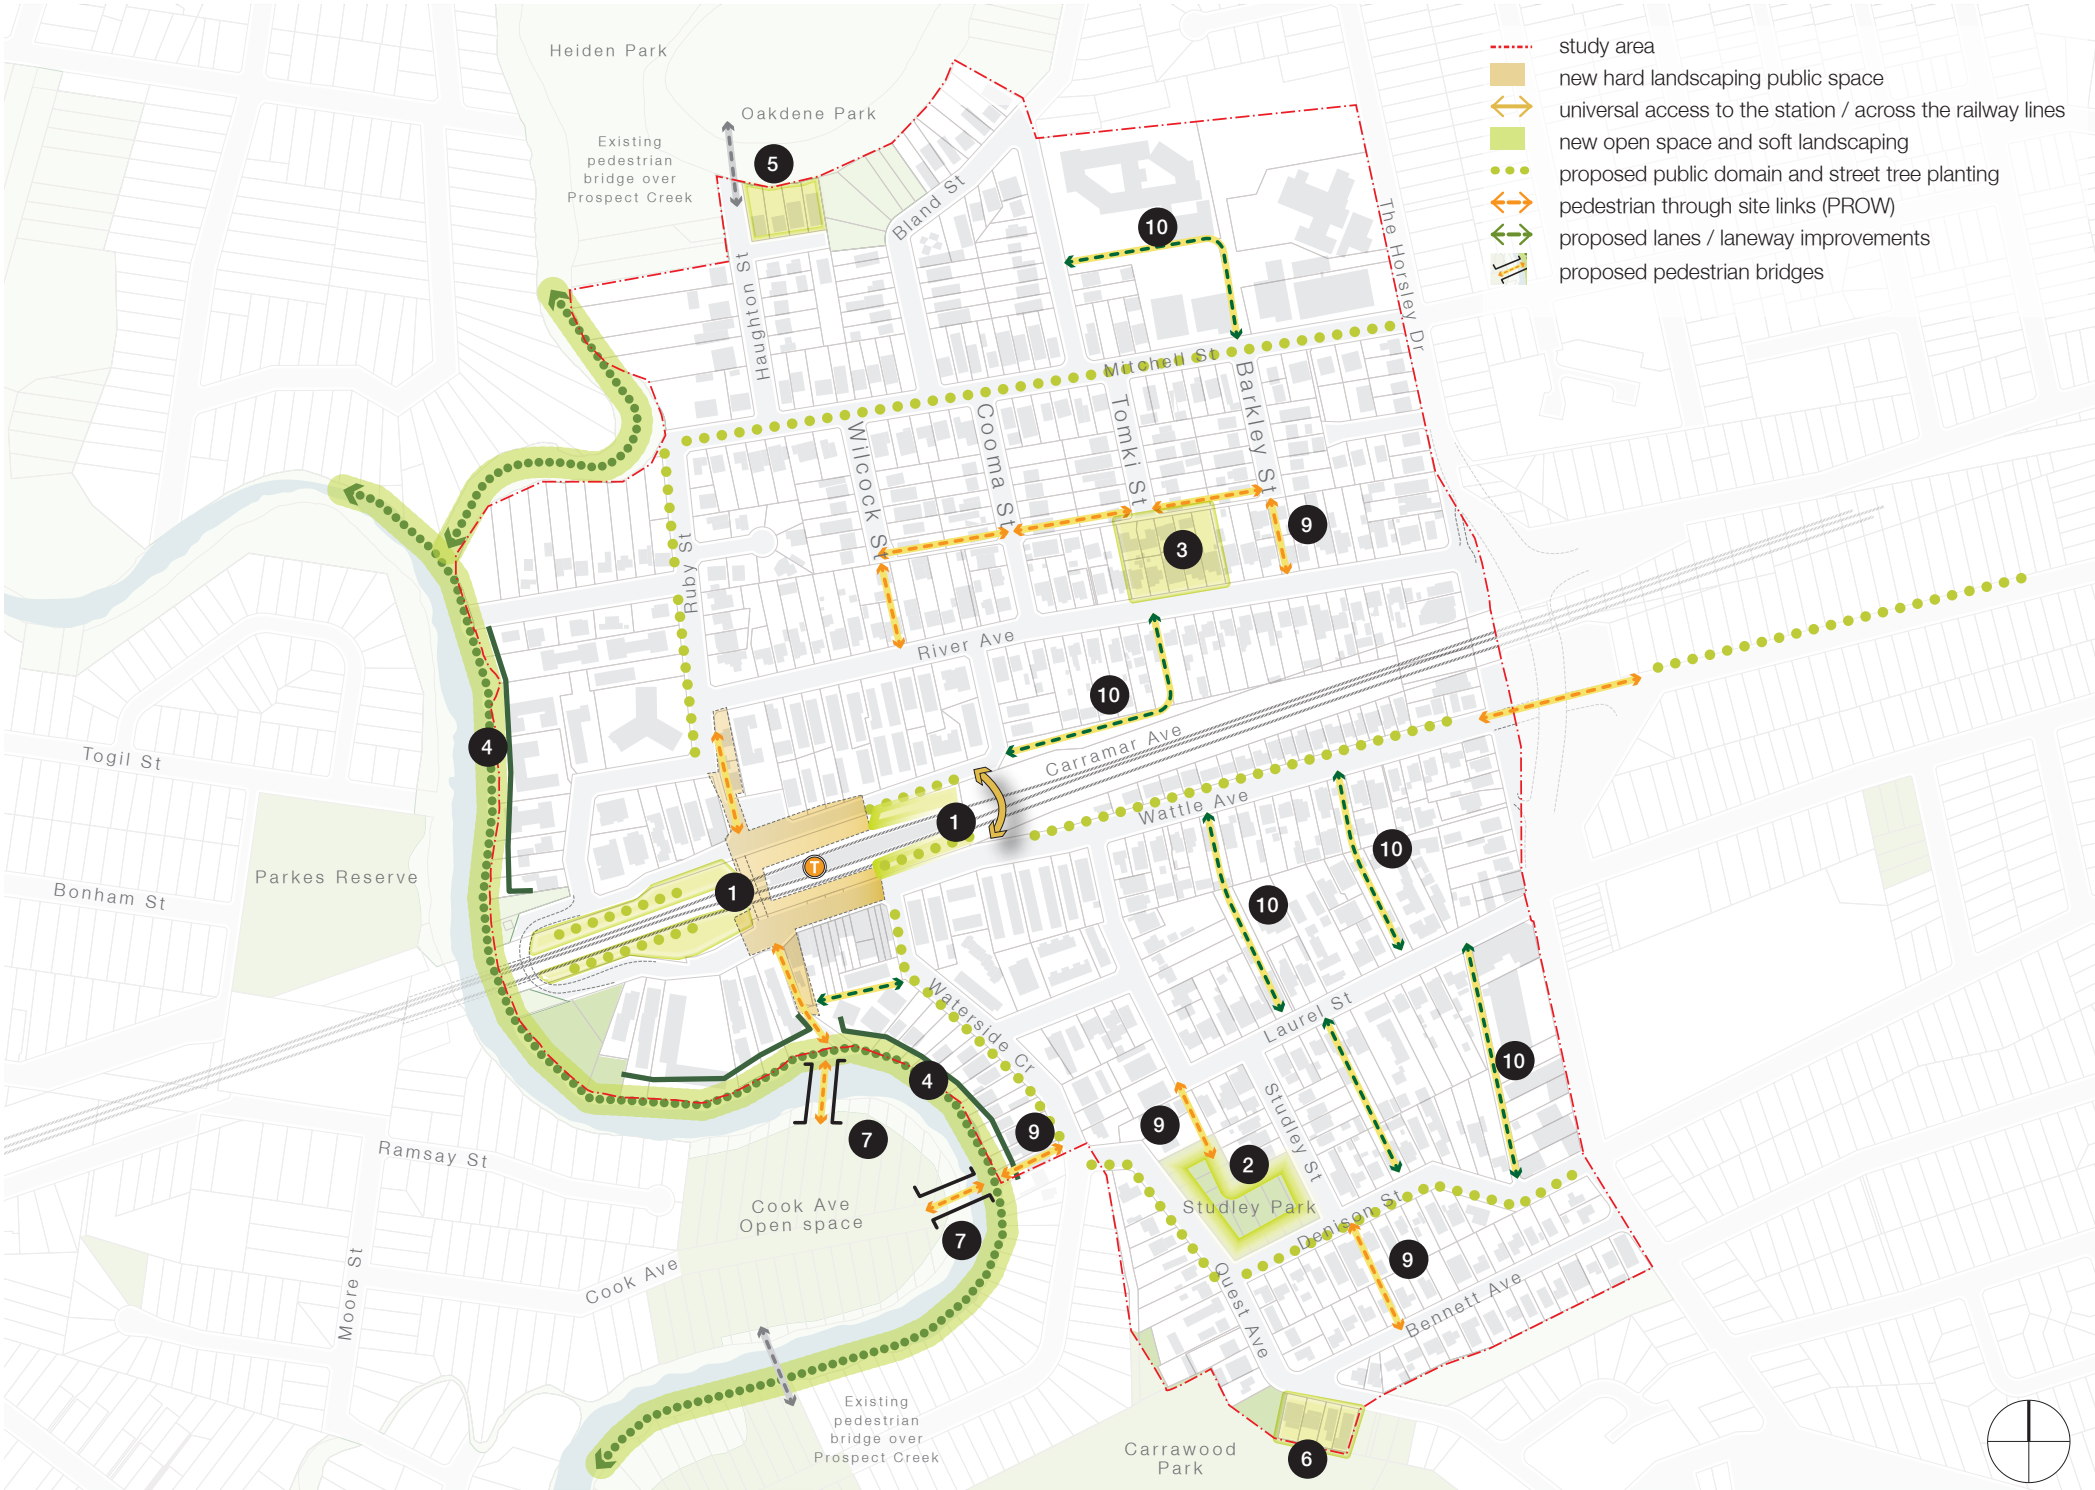 Heiden Park
Oakdene Park
Existing
pedestrian
bridge over
Prospect Creek
5
study area
new hard landscaping public space
universal access to the station / across the railway lines
new open space and soft landscaping
proposed public domain and street tree planting
pedestrian through site links (PROW)
proposed lanes / laneway improvements
proposed pedestrian bridges
Bland St
10
The Horsley Dr
Haughton St
Mitchell St
Wilcock St
Cooma St
Tomki St
Barkley St
9
3
Ruby St
River Ave
10
4
Togil St
Carramar Ave
Wattle Ave
1
T
1
10
10
Parkes Reserve
Bonham St
Waterside Cr
Laurel St
10
4
7
9
9
2
Studley St
Studley Park
Ramsay St
Cook Ave
Open space
7
Denison St
9
Moore St
Cook Ave
Quest Ave
Bennett Ave
Existing
pedestrian
bridge over
Prospect Creek
Carrawood
Park
6